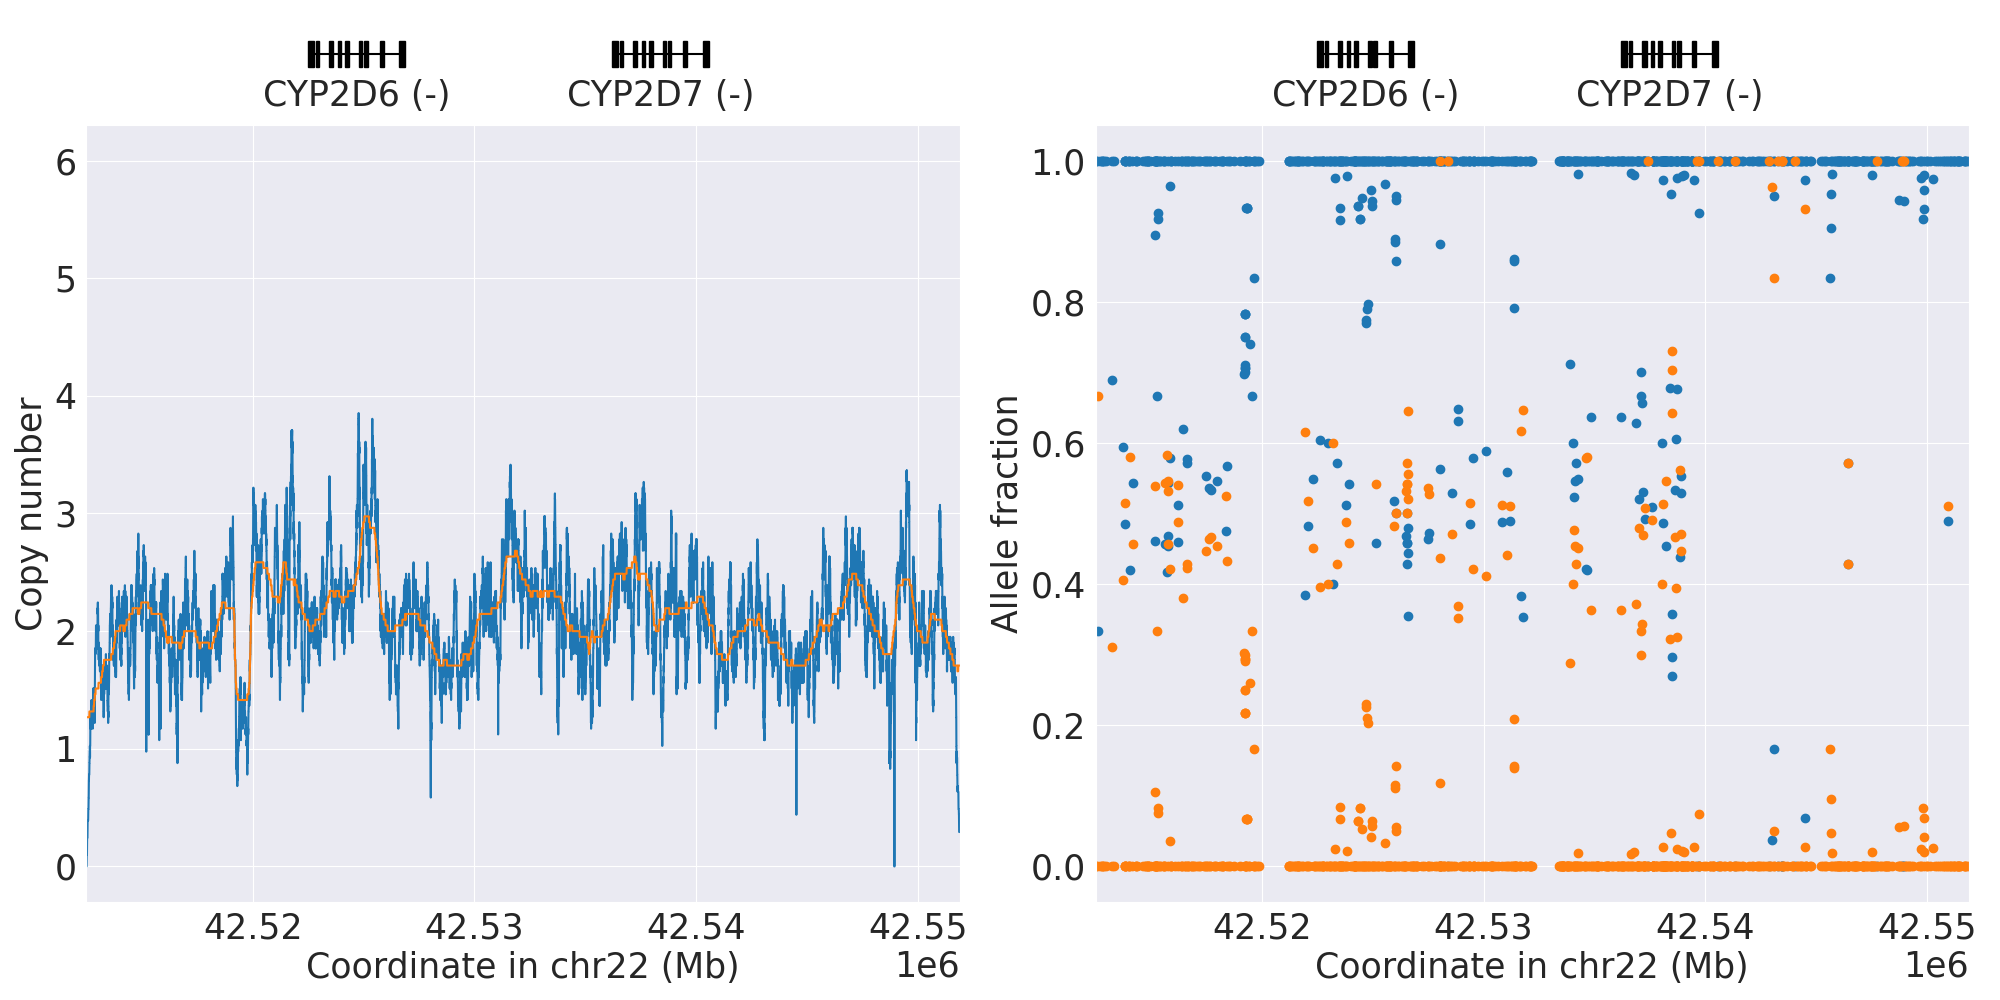 CYP2D6 (-) CYP2D7 (-)
6
5
4
3
2
1
0
Copy number
42.52 42.53 42.54 42.55
Coordinate in chr22 (Mb)
1e6
CYP2D6 (-) CYP2D7 (-)
1.0
0.8
0.6
0.4
0.2
0.0
Allele fraction
42.52 42.53 42.54 42.55
Coordinate in chr22 (Mb)
1e6